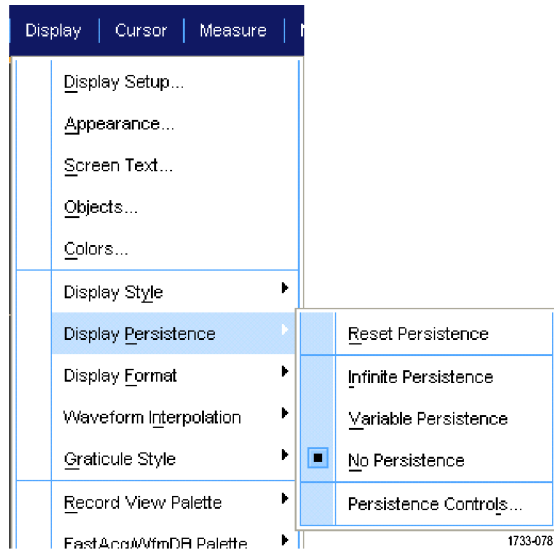 Display Cursor Measure
Display Setup...
Appearance...
Screen Text...
Objects...
Colors...
Display Style
Display Persistence
Display Format
Waveform Interpolation
Graticule Style
Record View Palette
FastAcq/WfmDB Palette
Reset Persistence
Infinite Persistence
Variable Persistence
No Persistence
Persistence Controls...
1733-078